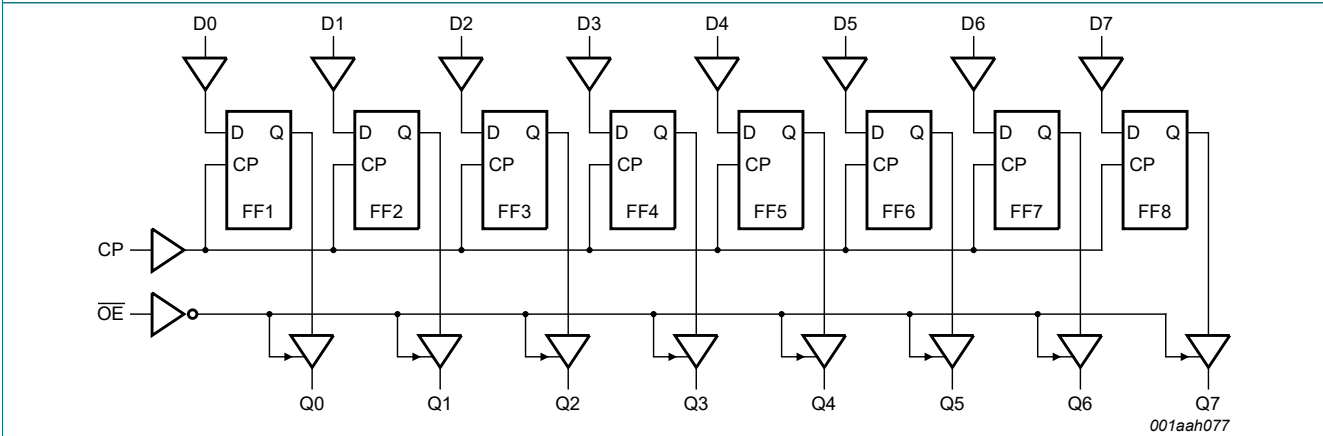 D0 D1 D2 D3 D4 D5 D6 D7
D Q D Q D Q D Q D Q D Q D Q D Q
CP CP CP CP CP CP CP CP
FF1 FF2 FF3 FF4 FF5 FF6 FF7 FF8
CP
OE
Q0 Q1 Q2 Q3 Q4 Q5 Q6 Q7
001aah077